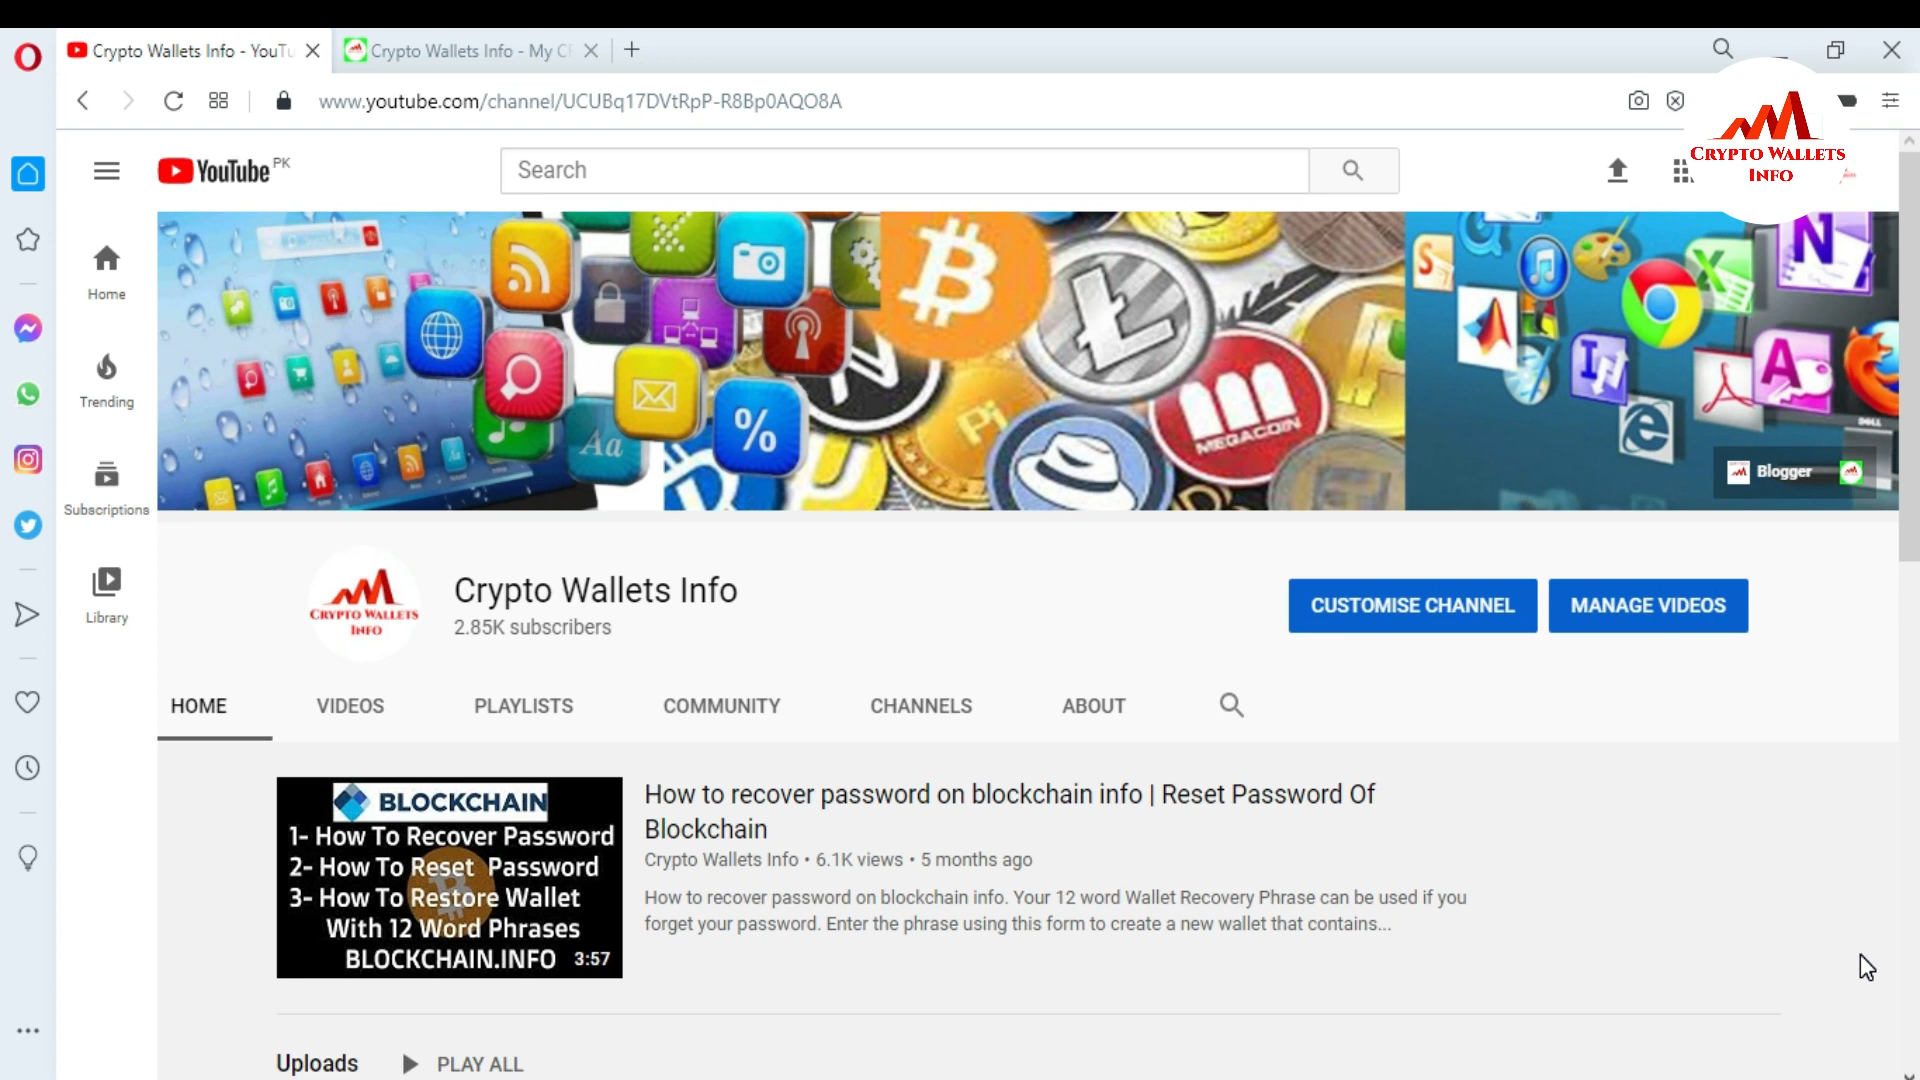 Crypto Wallets Info - YouTu
Crypto Wallets Info - My C
www.youtube.com/channel/UCUBq17DVtRpP-R8Bp0AQO8A
CRYPTO WALLETS
INFO
YouTube PK
Search
Home
Trending
Subscriptions
Library
Aa
%
Pi
MEGACOIN
S
N
X
A
DELL
Blogger
CRYPTO WALLETS
INFO
Crypto Wallets Info
2.85K subscribers
CUSTOMISE CHANNEL
MANAGE VIDEOS
HOME
VIDEOS
PLAYLISTS
COMMUNITY
CHANNELS
ABOUT
BLOCKCHAIN
1- How To Recover Password
2- How To Reset Password
3- How To Restore Wallet
With 12 Word Phrases
BLOCKCHAIN.INFO 3:57
How to recover password on blockchain info | Reset Password Of
Blockchain
Crypto Wallets Info • 6.1K views • 5 months ago
How to recover password on blockchain info. Your 12 word Wallet Recovery Phrase can be used if you
forget your password. Enter the phrase using this form to create a new wallet that contains...
Uploads
PLAY ALL